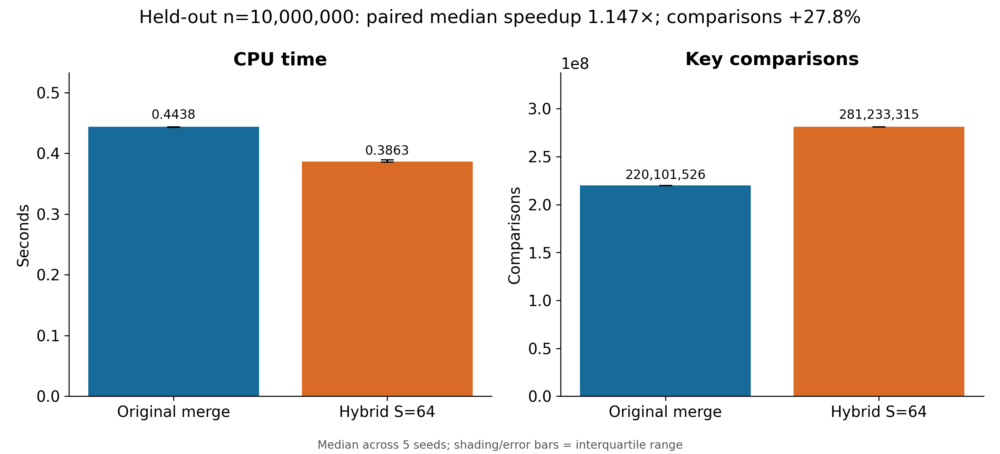 Held-out n=10,000,000: paired median speedup 1.147×; comparisons +27.8%
CPU time
Seconds
0.5
0.4
0.3
0.2
0.1
0.0
0.4438
0.3863
Original merge
Hybrid S=64
Key comparisons
1e8
Comparisons
3.0
2.5
2.0
1.5
1.0
0.5
0.0
220,101,526
281,233,315
Original merge
Hybrid S=64
Median across 5 seeds; shading/error bars = interquartile range